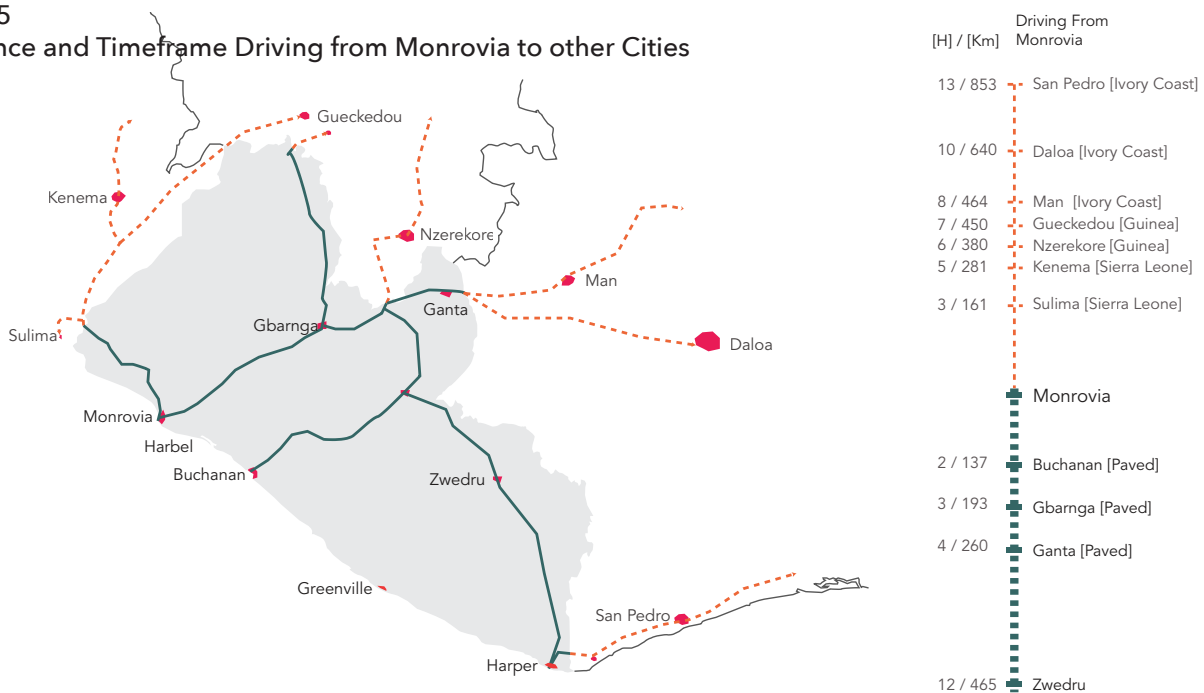 5
nce and Timeframe Driving from Monrovia to other Cities
Gueckedou
Kenema
Nzerekore
Man
Ganta
Gbarnga
Sulima
Daloa
Monrovia
Harbel
Buchanan
Zwedru
Greenville
San Pedro
Harper
Driving From
[H] / [Km] Monrovia
13 / 853 San Pedro [Ivory Coast]
10 / 640 Daloa [Ivory Coast]
8 / 464 Man [Ivory Coast]
7 / 450 Gueckedou [Guinea]
6 / 380 Nzerekore [Guinea]
5 / 281 Kenema [Sierra Leone]
3 / 161 Sulima [Sierra Leone]
Monrovia
2 / 137 Buchanan [Paved]
3 / 193 Gbarnga [Paved]
4 / 260 Ganta [Paved]
12 / 465 Zwedru